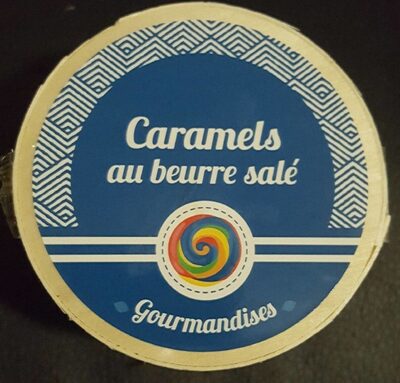 Caramels
au beurre salé
Gourmandises